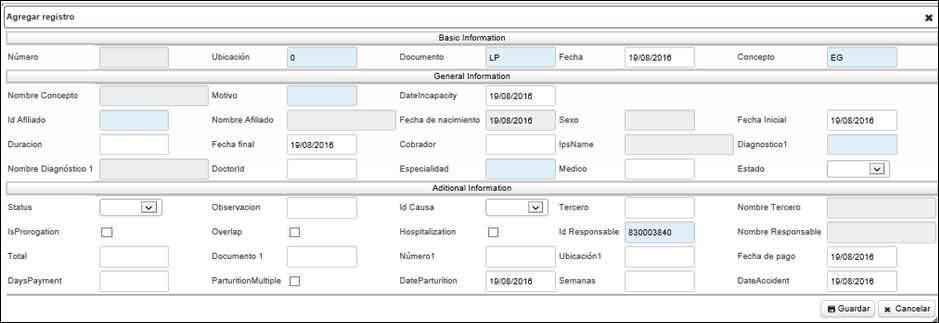 Agregar registro
Basic Information
Número Ubicación 0 Documento LP Fecha 19/08/2016 Concepto EG
General Information
Nombre Concepto Motivo DateIncapacity 19/08/2016
Id Afiliado Nombre Afiliado Fecha de nacimiento 19/08/2016 Sexo Fecha Inicial 19/08/2016
Duracion Fecha final 19/08/2016 Cobrador IpsName Diagnostico1
Nombre Diagnóstico 1 DoctorId Especialidad Medico Estado
Aditional Information
Status Observacion Id Causa Tercero Nombre Tercero
IsProrogation Overlap Hospitalization Id Responsable 830003840 Nombre Responsable
Total Documento 1 Número1 Ubicación1 Fecha de pago 19/08/2016
DaysPayment ParturitionMultiple DateParturition 19/08/2016 Semanas DateAccident 19/08/2016
Guardar Cancelar